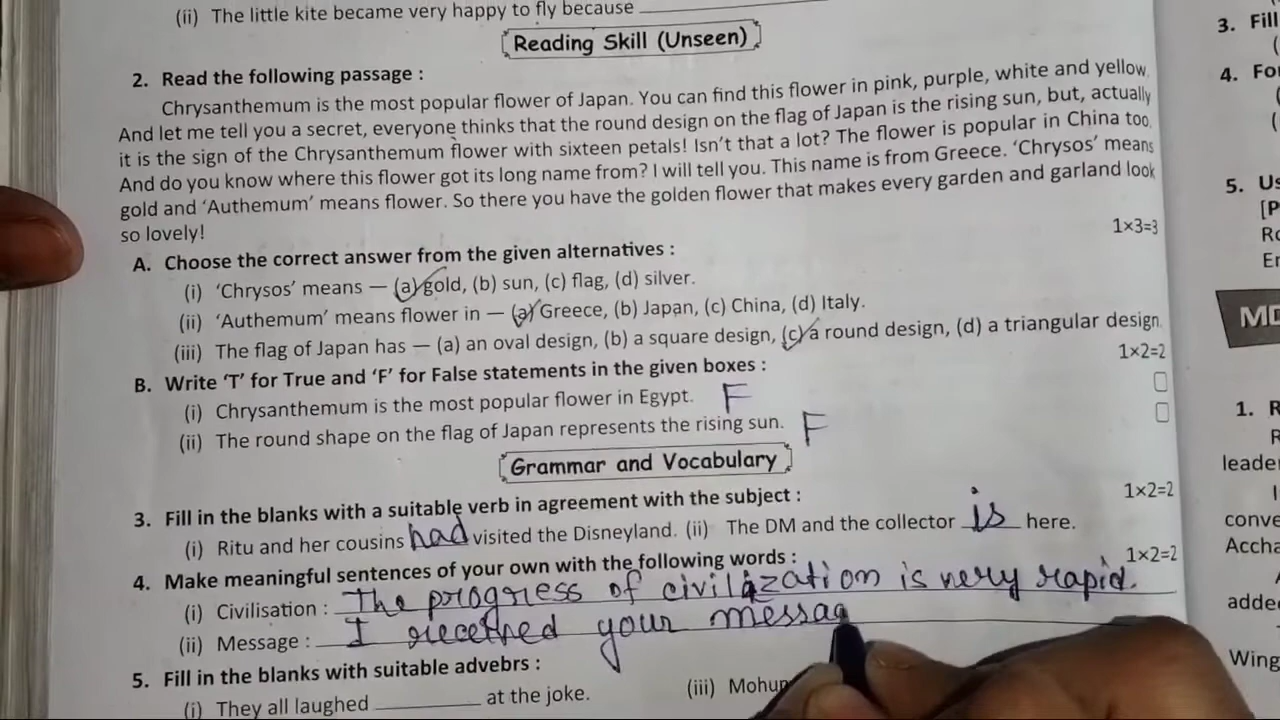 (ii) The little kite became very happy to fly because
Reading Skill (Unseen)
2. Read the following passage :
Chrysanthemum is the most popular flower of Japan. You can find this flower in pink, purple, white and yellow.
And let me tell you a secret, everyone thinks that the round design on the flag of Japan is the rising sun, but, actually
it is the sign of the Chrysanthemum flower with sixteen petals! Isn't that a lot? The flower is popular in China too.
And do you know where this flower got its long name from? I will tell you. This name is from Greece. 'Chrysos' means
gold and 'Authemum' means flower. So there you have the golden flower that makes every garden and garland look
so lovely!
A. Choose the correct answer from the given alternatives : 1×3=3
(i) 'Chrysos' means — (a) gold, (b) sun, (c) flag, (d) silver.
(ii) 'Authemum' means flower in — (a) Greece, (b) Japan, (c) China, (d) Italy.
(iii) The flag of Japan has — (a) an oval design, (b) a square design, (c) a round design, (d) a triangular design.
B. Write 'T' for True and 'F' for False statements in the given boxes : 1×2=2
(i) Chrysanthemum is the most popular flower in Egypt. F
(ii) The round shape on the flag of Japan represents the rising sun. F
Grammar and Vocabulary
3. Fill in the blanks with a suitable verb in agreement with the subject : 1×2=2
(i) Ritu and her cousins had visited the Disneyland. (ii) The DM and the collector is here.
4. Make meaningful sentences of your own with the following words : 1×2=2
(i) Civilisation : The progress of civilization is very rapid.
(ii) Message : I received your messag
5. Fill in the blanks with suitable advebrs :
(i) They all laughed ________ at the joke. (iii) Mohun
3. Fill
4. Fo
5. Us
[P
Ro
En
MD
1. R
leade
conve
Accha
adde
Wing